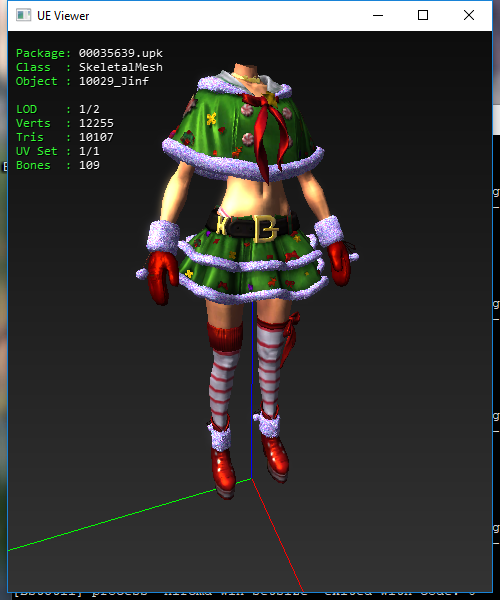 UE Viewer
Package: 00035639.upk
Class  : SkeletalMesh
Object : 10029_Jinf
LOD    : 1/2
Verts  : 12255
Tris   : 10107
UV Set : 1/1
Bones  : 109